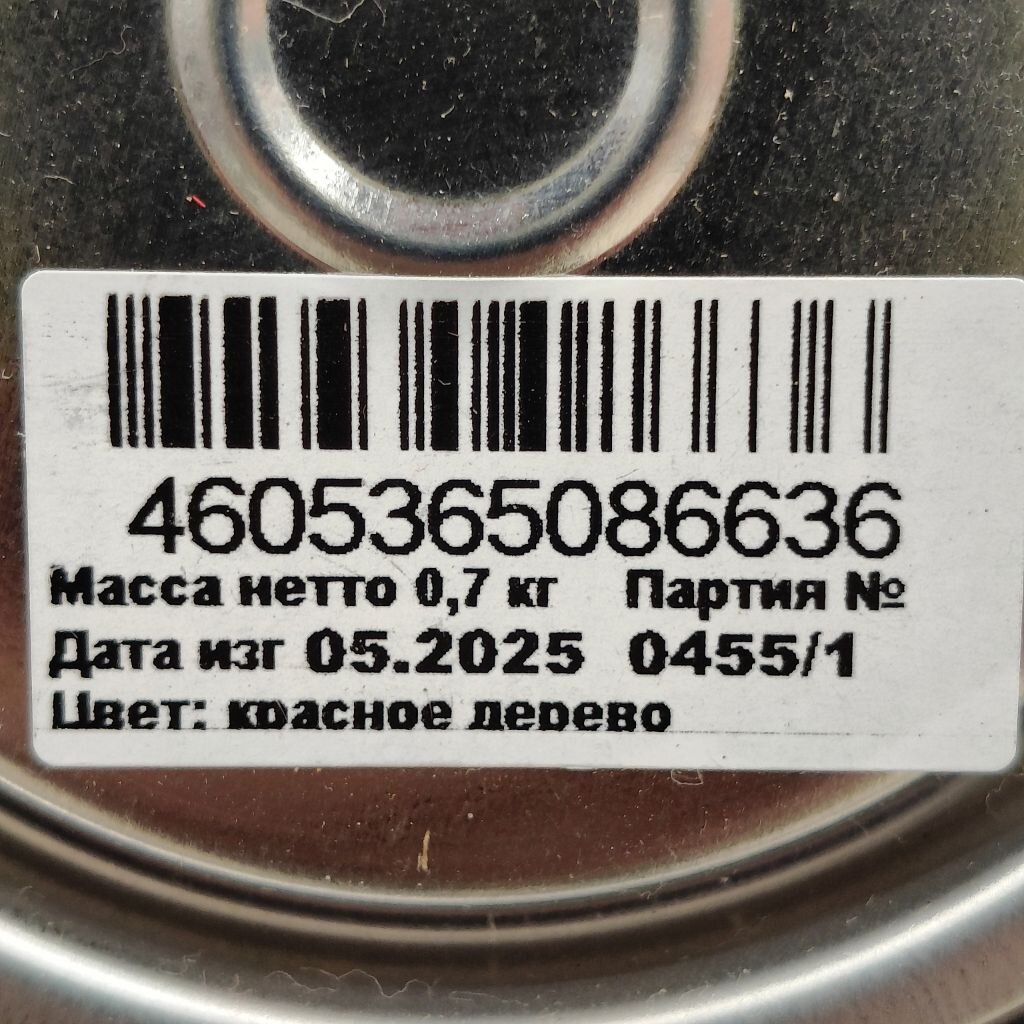 4605365086636
Масса нетто 0,7 кг Партия №
Дата изг 05.2025 0455/1
Цвет: красное дерево